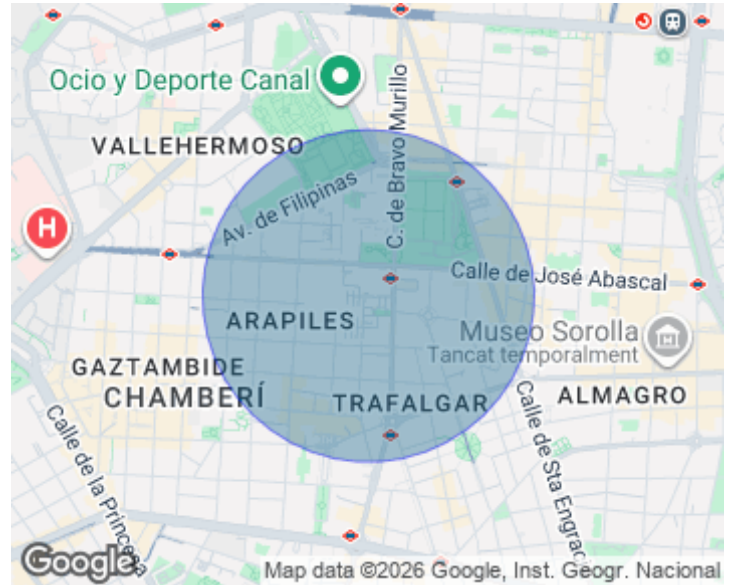 Ocio y Deporte Canal
VALLEHERMOSO
C. de Bravo Murillo
Av. de Filipinas
H
Calle de José Abascal
ARAPILES
Museo Sorolla
Tancat temporalment
GAZTAMBIDE
CHAMBERÍ
TRAFALGAR
ALMAGRO
Calle de la Princesa
Calle de Sta Engracia
Google
Map data ©2026 Google, Inst. Geogr. Nacional